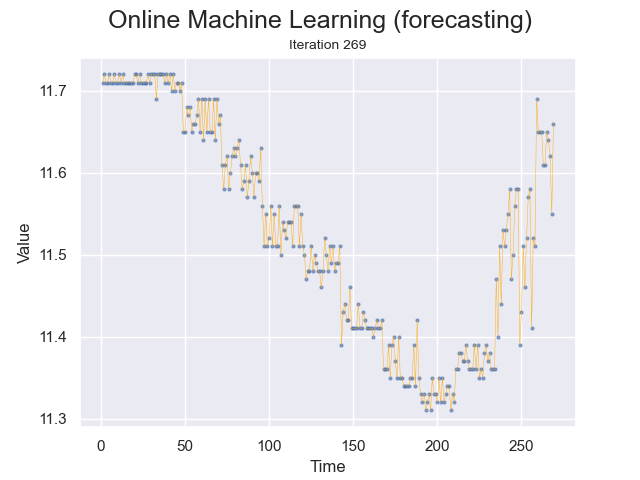 Online Machine Learning (forecasting)
Iteration 269
11.7
11.6
11.5
11.4
11.3
Value
0 50 100 150 200 250
Time